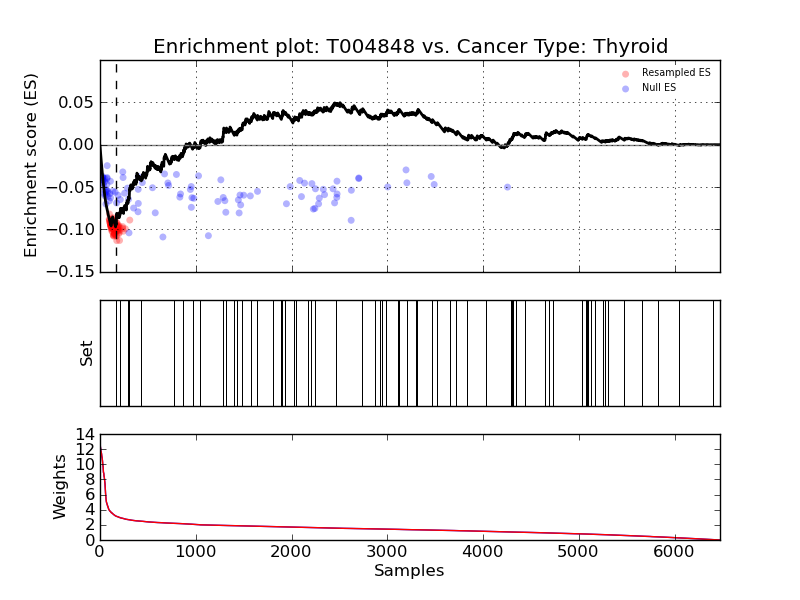 Enrichment plot: T004848 vs. Cancer Type: Thyroid
Enrichment score (ES)
0.05
0.00
−0.05
−0.10
−0.15
Resampled ES
Null ES
Set
Weights
14
12
10
8
6
4
2
0
0 1000 2000 3000 4000 5000 6000
Samples